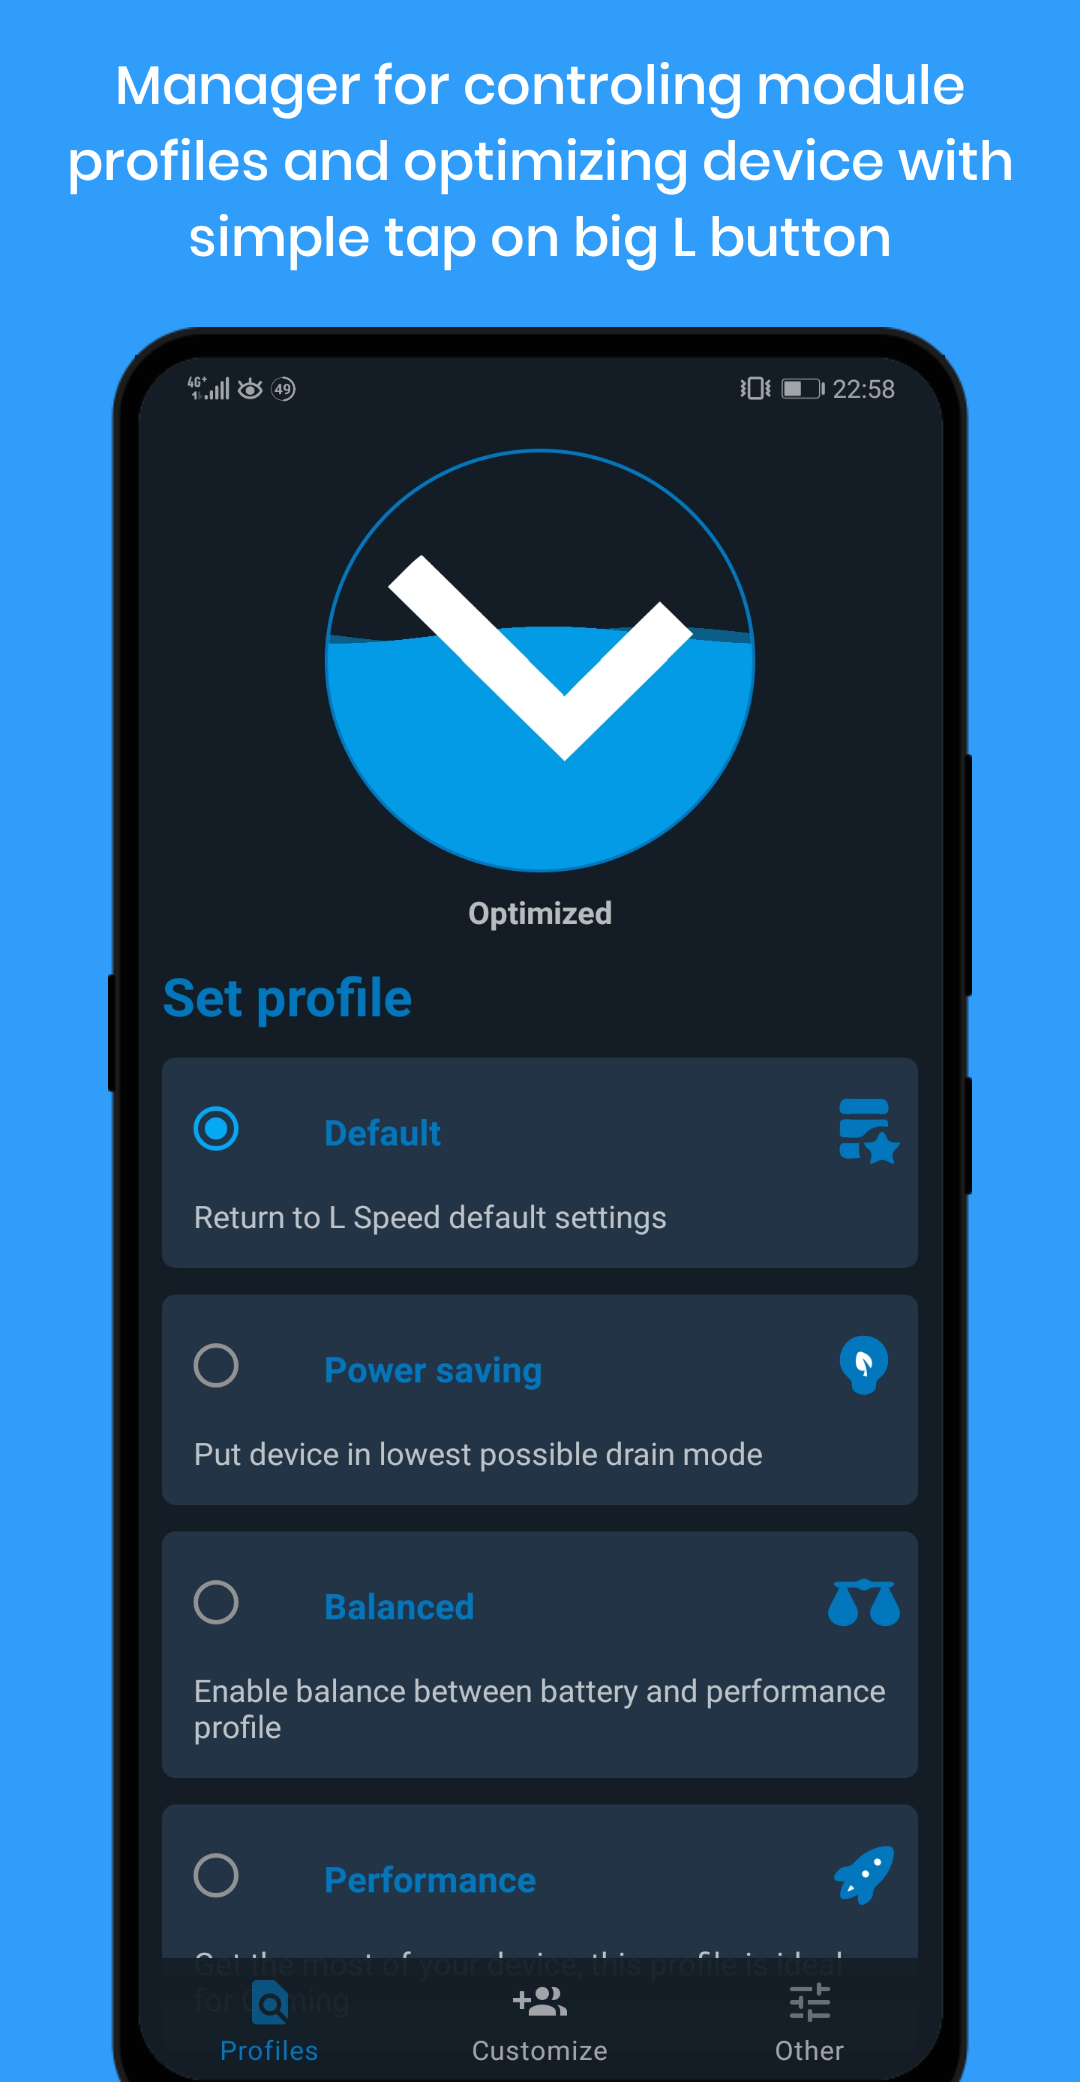 Manager for controling module
profiles and optimizing device with
simple tap on big L button
4G+ 49 22:58
Optimized
Set profile
Default
Return to L Speed default settings
Power saving
Put device in lowest possible drain mode
Balanced
Enable balance between battery and performance
profile
Performance
Get the most of your device, this profile is ideal
for Gaming
Profiles Customize Other